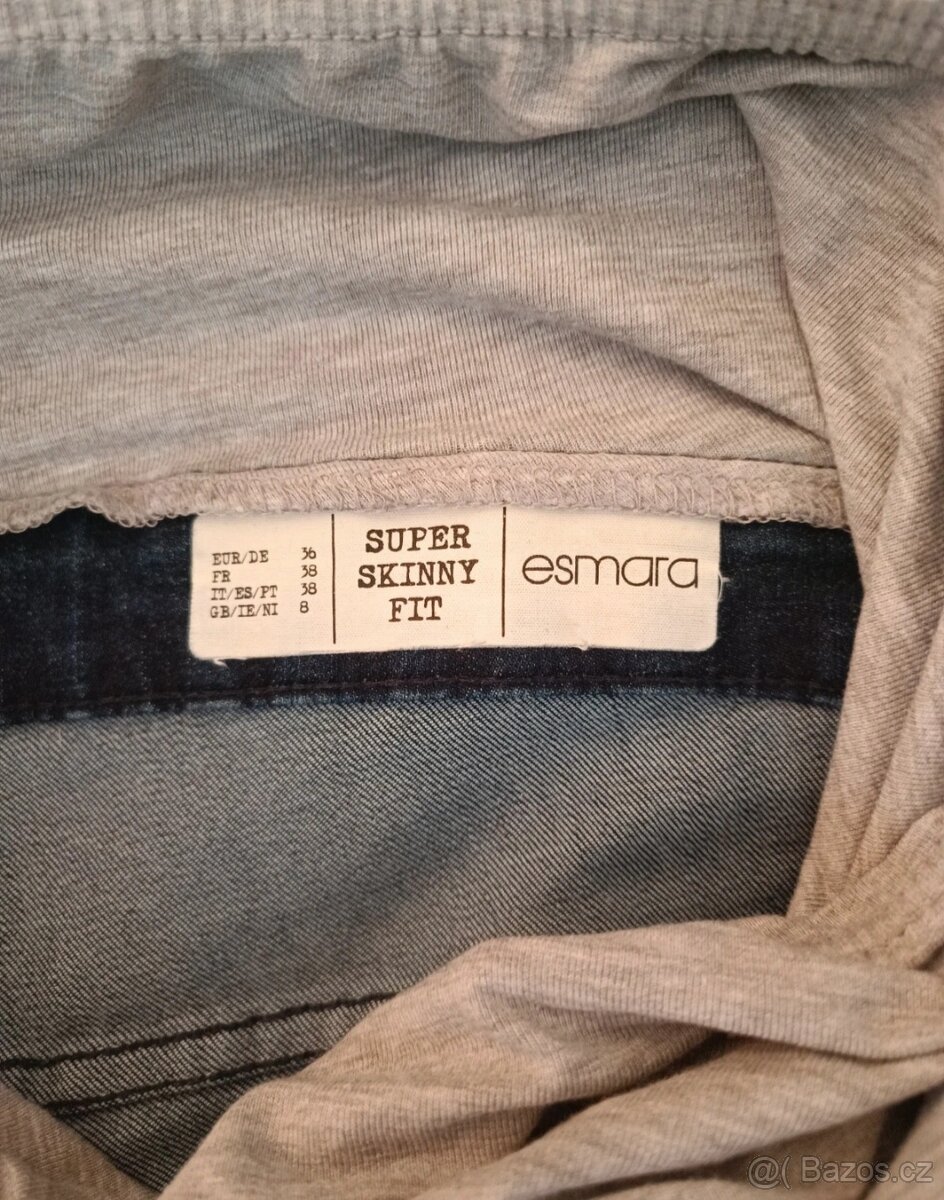 EUR/DE 36
FR 38
IT/ES/PT 38
GB/IE/NI 8
SUPER
SKINNY
FIT
esmara
@( Bazos.cz